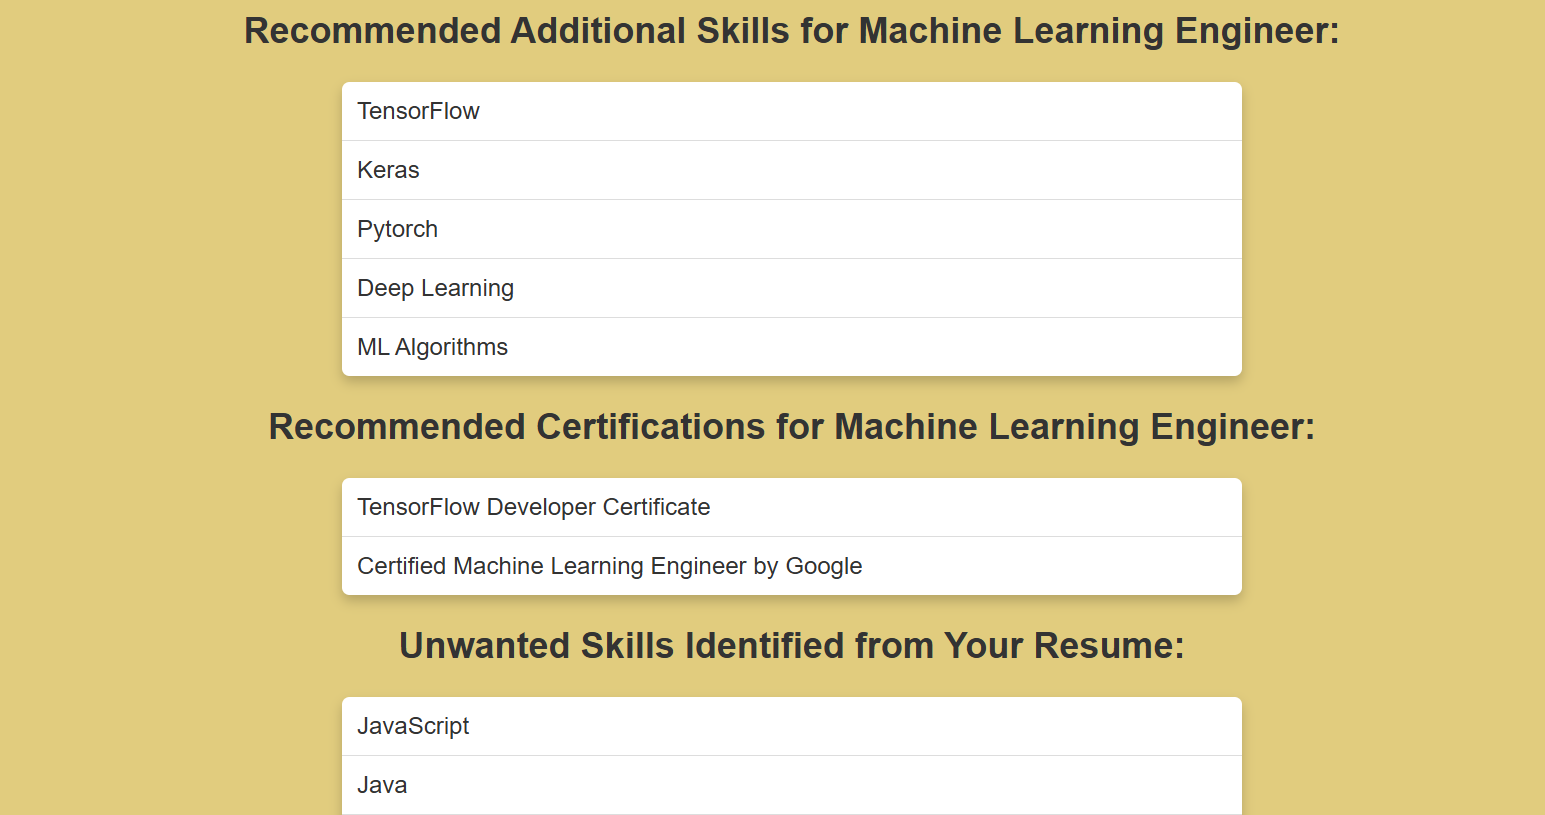 Recommended Additional Skills for Machine Learning Engineer:
TensorFlow
Keras
Pytorch
Deep Learning
ML Algorithms
Recommended Certifications for Machine Learning Engineer:
TensorFlow Developer Certificate
Certified Machine Learning Engineer by Google
Unwanted Skills Identified from Your Resume:
JavaScript
Java